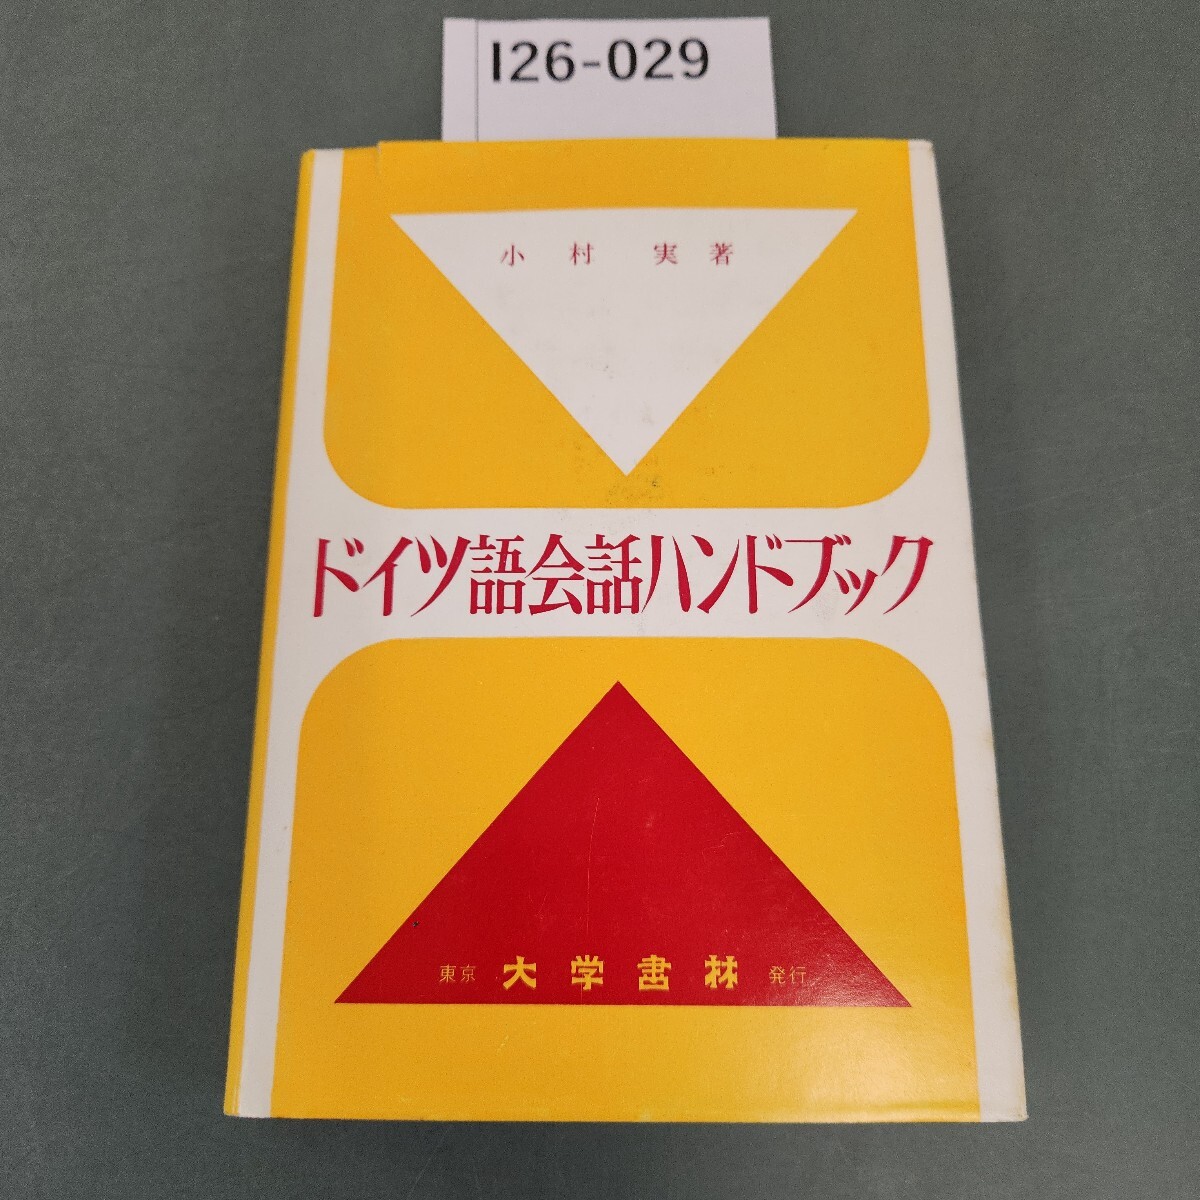 I26-029
小村 実著
ドイツ語会話ハンドブック
東京 大学書林 発行